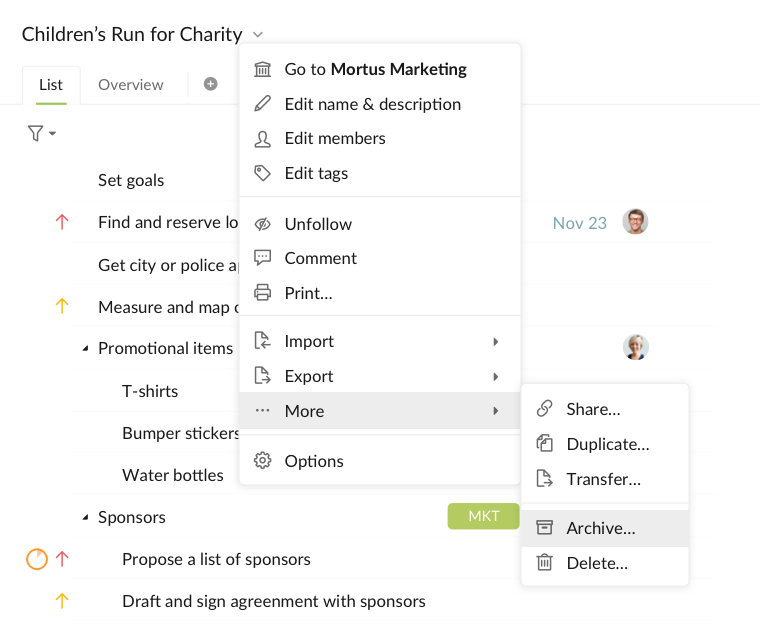 Children's Run for Charity
List
Overview
Go to Mortus Marketing
Edit name & description
Edit members
Edit tags
Unfollow
Comment
Print...
Import
Export
More
Options
Share...
Duplicate...
Transfer...
Archive...
Delete...
Set goals
Find and reserve lo
Nov 23
Get city or police a
Measure and map
Promotional items
T-shirts
Bumper stickers
Water bottles
Sponsors
MKT
Propose a list of sponsors
Draft and sign agreement with sponsors